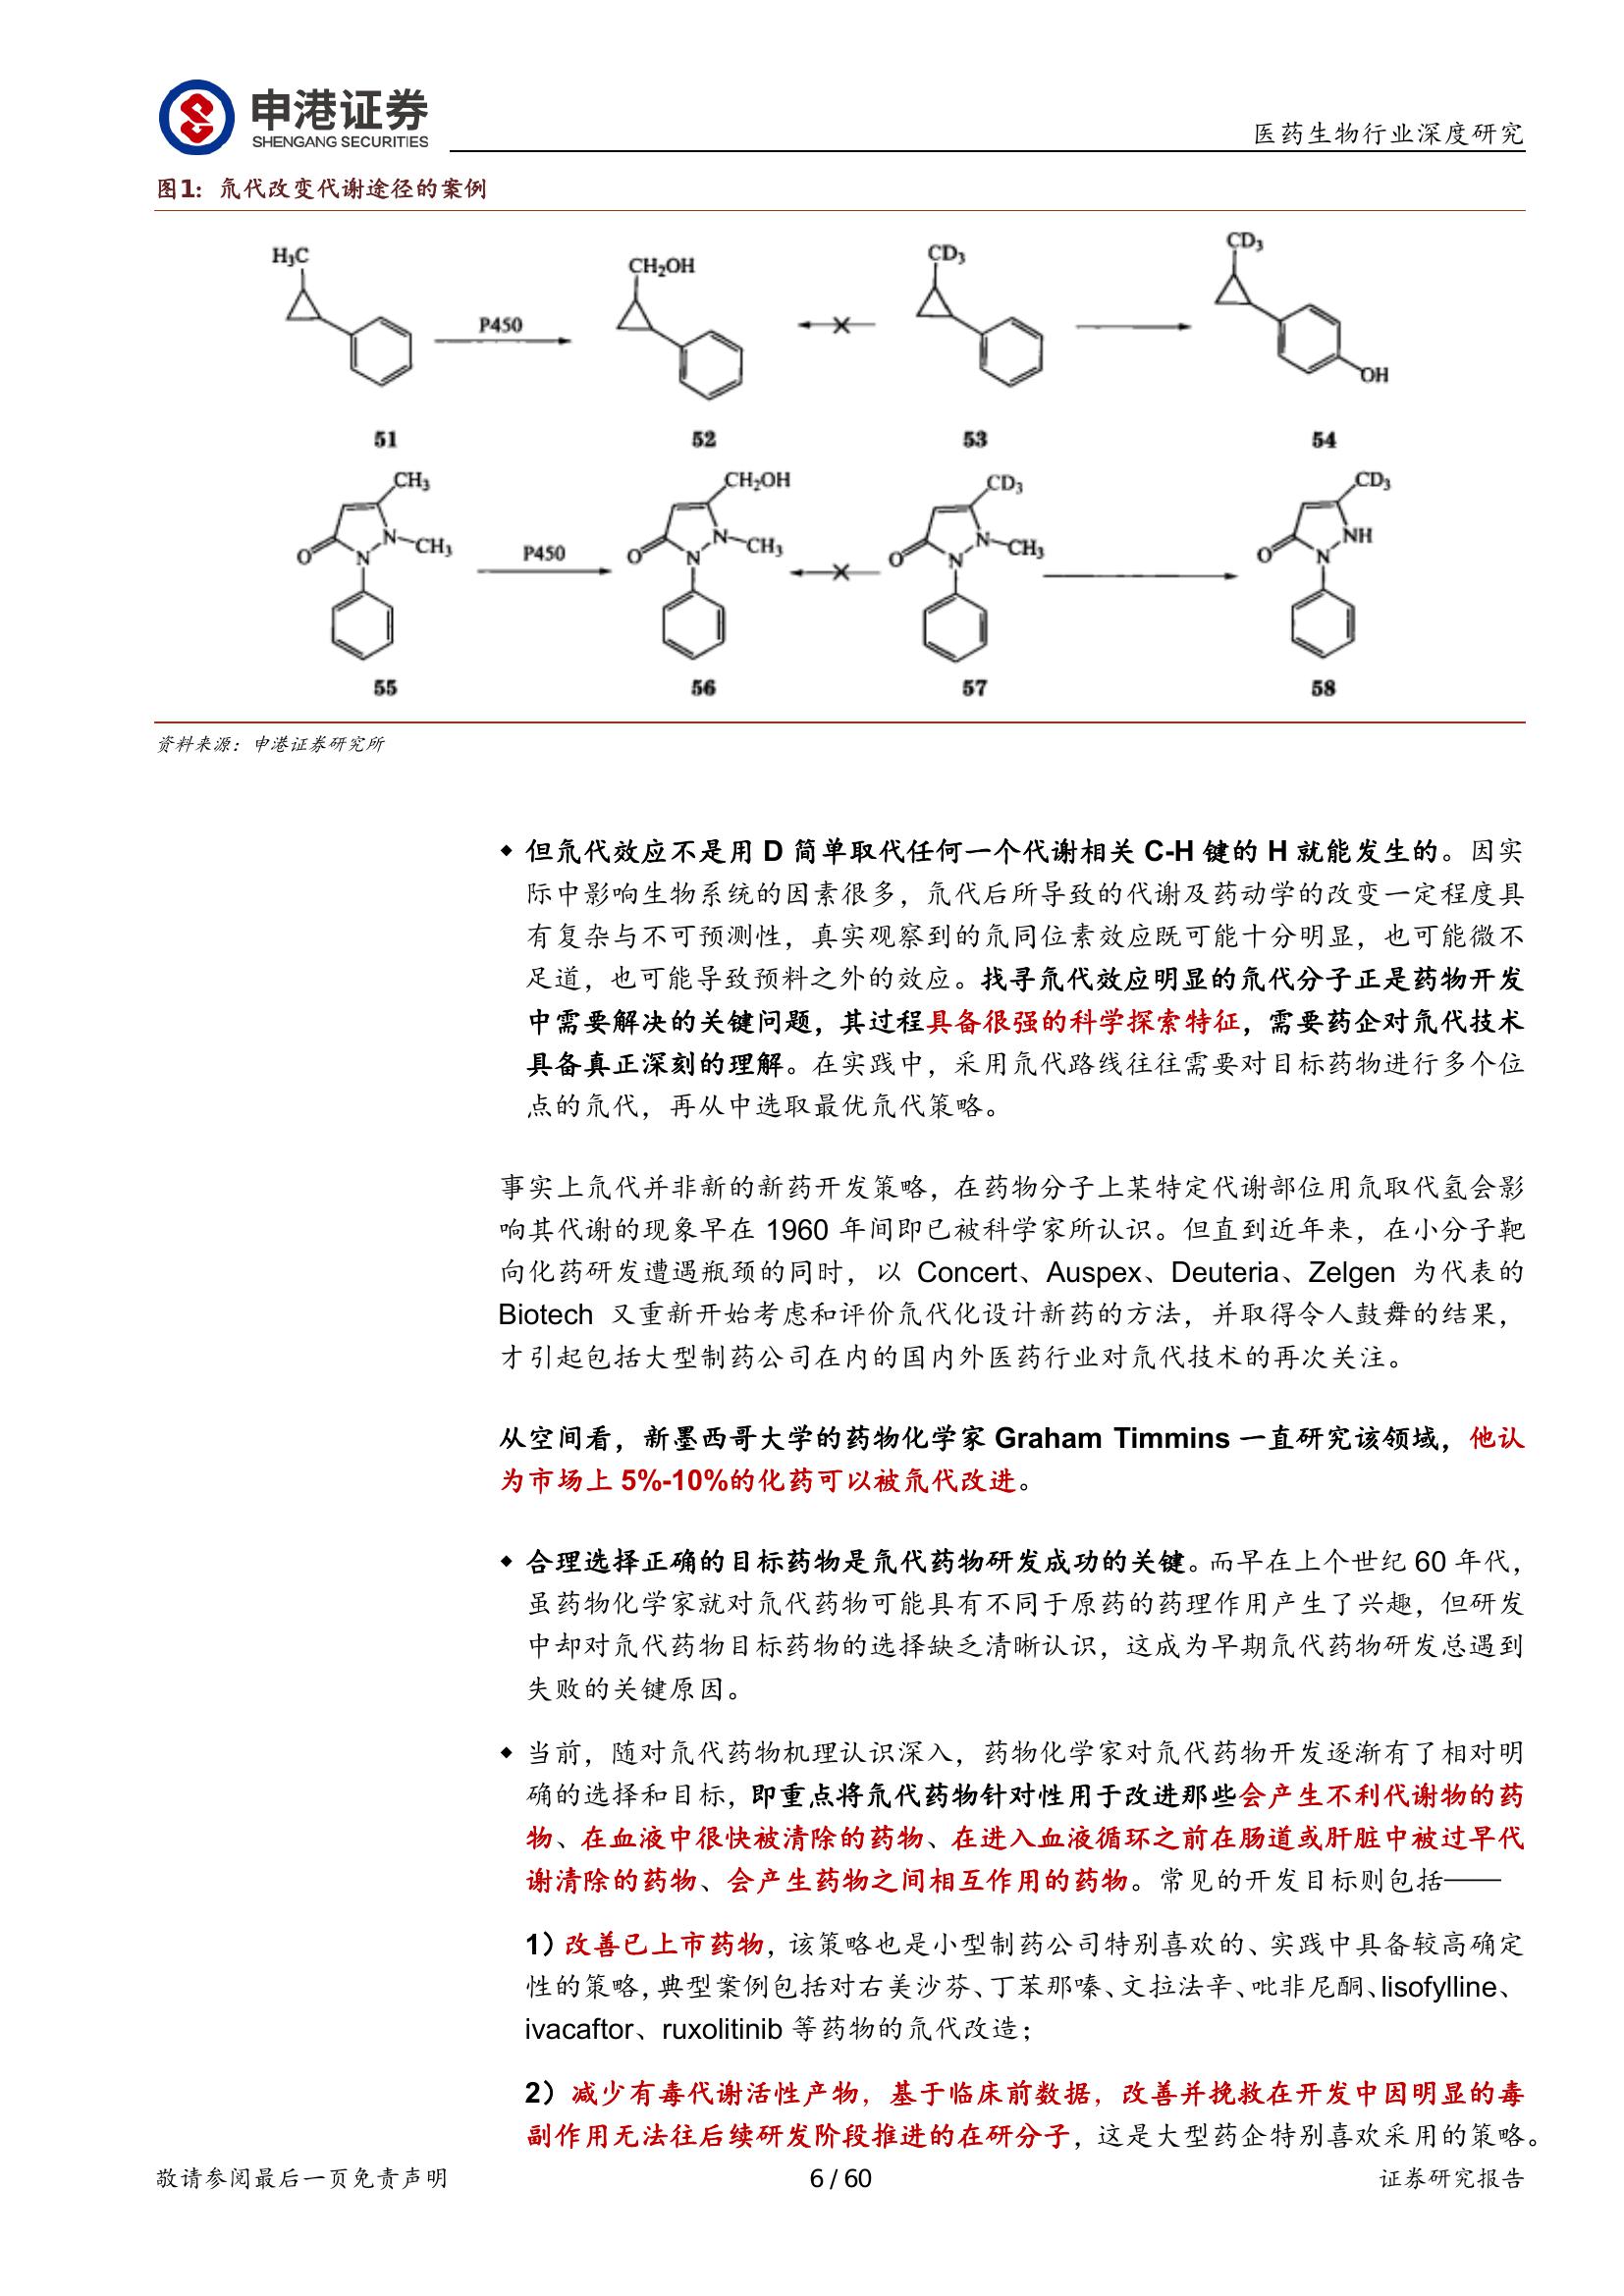 申港证券
SHENGANG SECURITIES
医药生物行业深度研究
图1：氘代改变代谢途径的案例
H₃C
CH₂OH
CD₃
CD₃
P450
OH
51
52
53
54
CH₃
CH₂OH
CD₃
CD₃
N
CH₃
N
O
P450
N
CH₃
N
O
N
CH₃
N
O
NH
N
O
55
56
57
58
资料来源：申港证券研究所
◆ 但氘代效应不是用 D 简单取代任何一个代谢相关 C-H 键的 H 就能发生的。因实
际中影响生物系统的因素很多，氘代后所导致的代谢及药动学的改变一定程度具
有复杂与不可预测性，真实观察到的氘同位素效应既可能十分明显，也可能微不
足道，也可能导致预料之外的效应。找寻氘代效应明显的氘代分子正是药物开发
中需要解决的关键问题，其过程具备很强的科学探索特征，需要药企对氘代技术
具备真正深刻的理解。在实践中，采用氘代路线往往需要对目标药物进行多个位
点的氘代，再从中选取最优氘代策略。
事实上氘代并非新的新药开发策略，在药物分子上某特定代谢部位用氘取代氢会影
响其代谢的现象早在 1960 年间即已被科学家所认识。但直到近年来，在小分子靶
向化药研发遭遇瓶颈的同时，以 Concert、Auspex、Deuteria、Zelgen 为代表的
Biotech 又重新开始考虑和评价氘代化设计新药的方法，并取得令人鼓舞的结果，
才引起包括大型制药公司在内的国内外医药行业对氘代技术的再次关注。
从空间看，新墨西哥大学的药物化学家 Graham Timmins 一直研究该领域，他认
为市场上 5%-10%的化药可以被氘代改进。
◆ 合理选择正确的目标药物是氘代药物研发成功的关键。而早在上个世纪 60 年代，
虽药物化学家就对氘代药物可能具有不同于原药的药理作用产生了兴趣，但研发
中却对氘代药物目标药物的选择缺乏清晰认识，这成为早期氘代药物研发总遇到
失败的关键原因。
◆ 当前，随对氘代药物机理认识深入，药物化学家对氘代药物开发逐渐有了相对明
确的选择和目标，即重点将氘代药物针对性用于改进那些会产生不利代谢物的药
物、在血液中很快被清除的药物、在进入血液循环之前在肠道或肝脏中被过早代
谢清除的药物、会产生药物之间相互作用的药物。常见的开发目标则包括——
1）改善已上市药物，该策略也是小型制药公司特别喜欢的、实践中具备较高确定
性的策略，典型案例包括对右美沙芬、丁苯那嗪、文拉法辛、吡非尼酮、lisofylline、
ivacaftor、ruxolitinib 等药物的氘代改造；
2）减少有毒代谢活性产物，基于临床前数据，改善并挽救在开发中因明显的毒
副作用无法往后续研发阶段推进的在研分子，这是大型药企特别喜欢采用的策略。
敬请参阅最后一页免责声明
6 / 60
证券研究报告